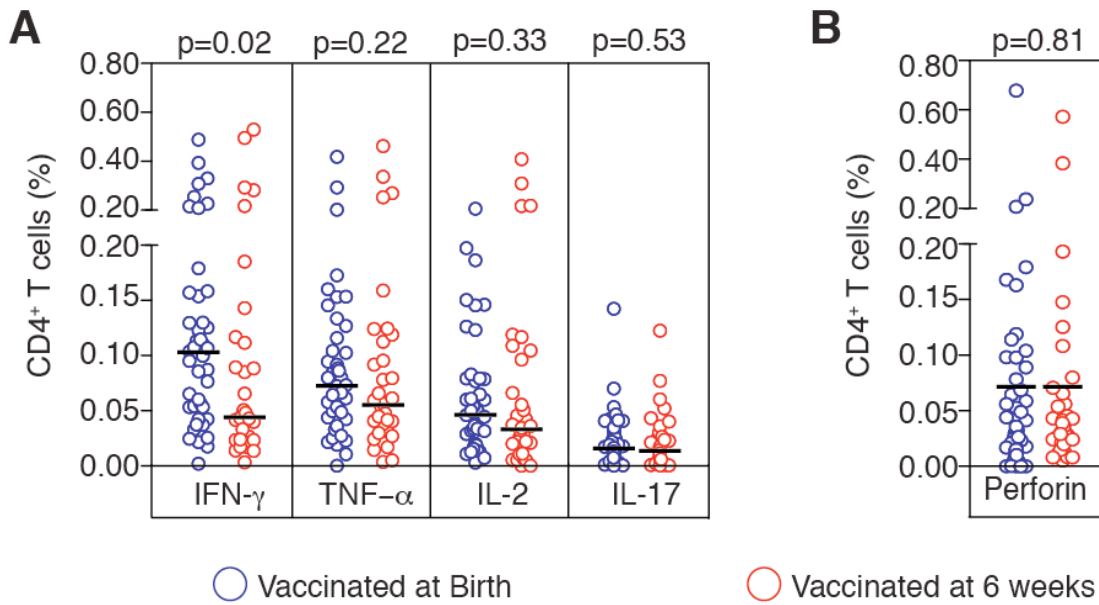 A
p=0.02 p=0.22 p=0.33 p=0.53
0.80
0.60
0.40
0.20
0.20
0.15
0.10
0.05
0.00
CD4⁺ T cells (%)
IFN-γ TNF–α IL-2 IL-17
B
p=0.81
0.80
0.60
0.40
0.20
0.20
0.15
0.10
0.05
0.00
CD4⁺ T cells (%)
Perforin
Vaccinated at Birth
Vaccinated at 6 weeks